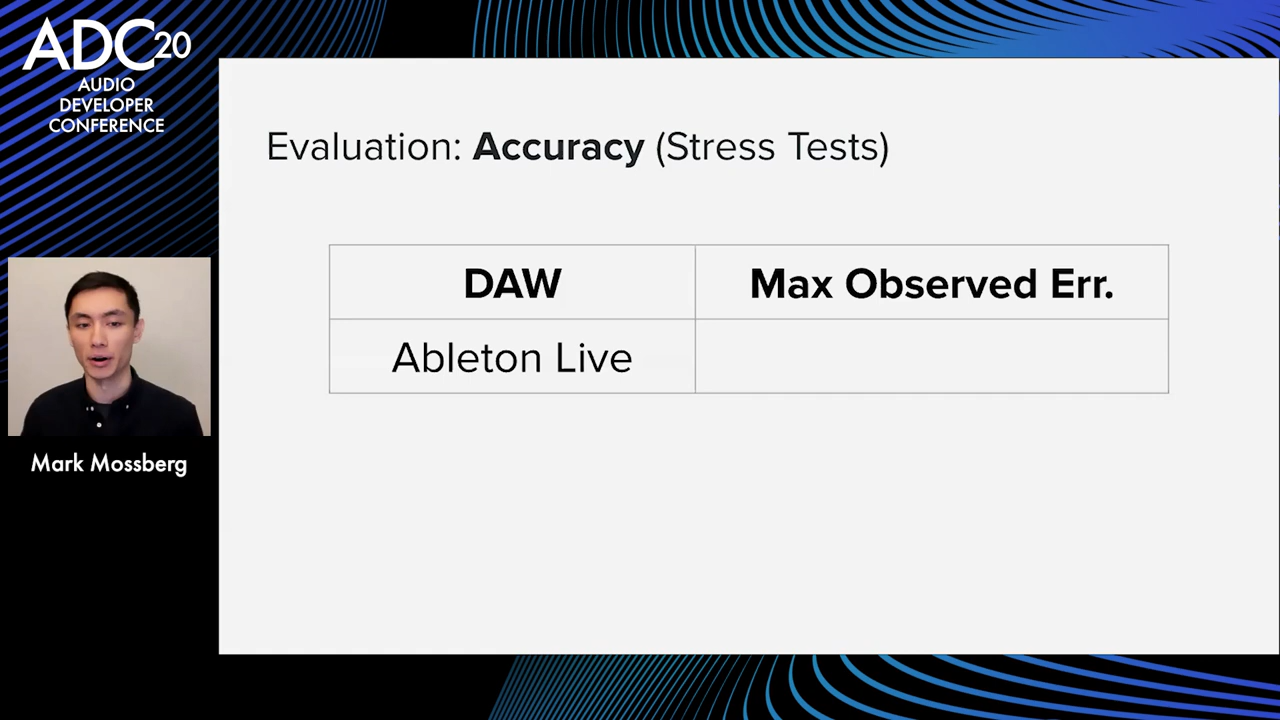 ADC20
AUDIO
DEVELOPER
CONFERENCE
Evaluation: Accuracy (Stress Tests)
DAW Max Observed Err.
Ableton Live
Mark Mossberg